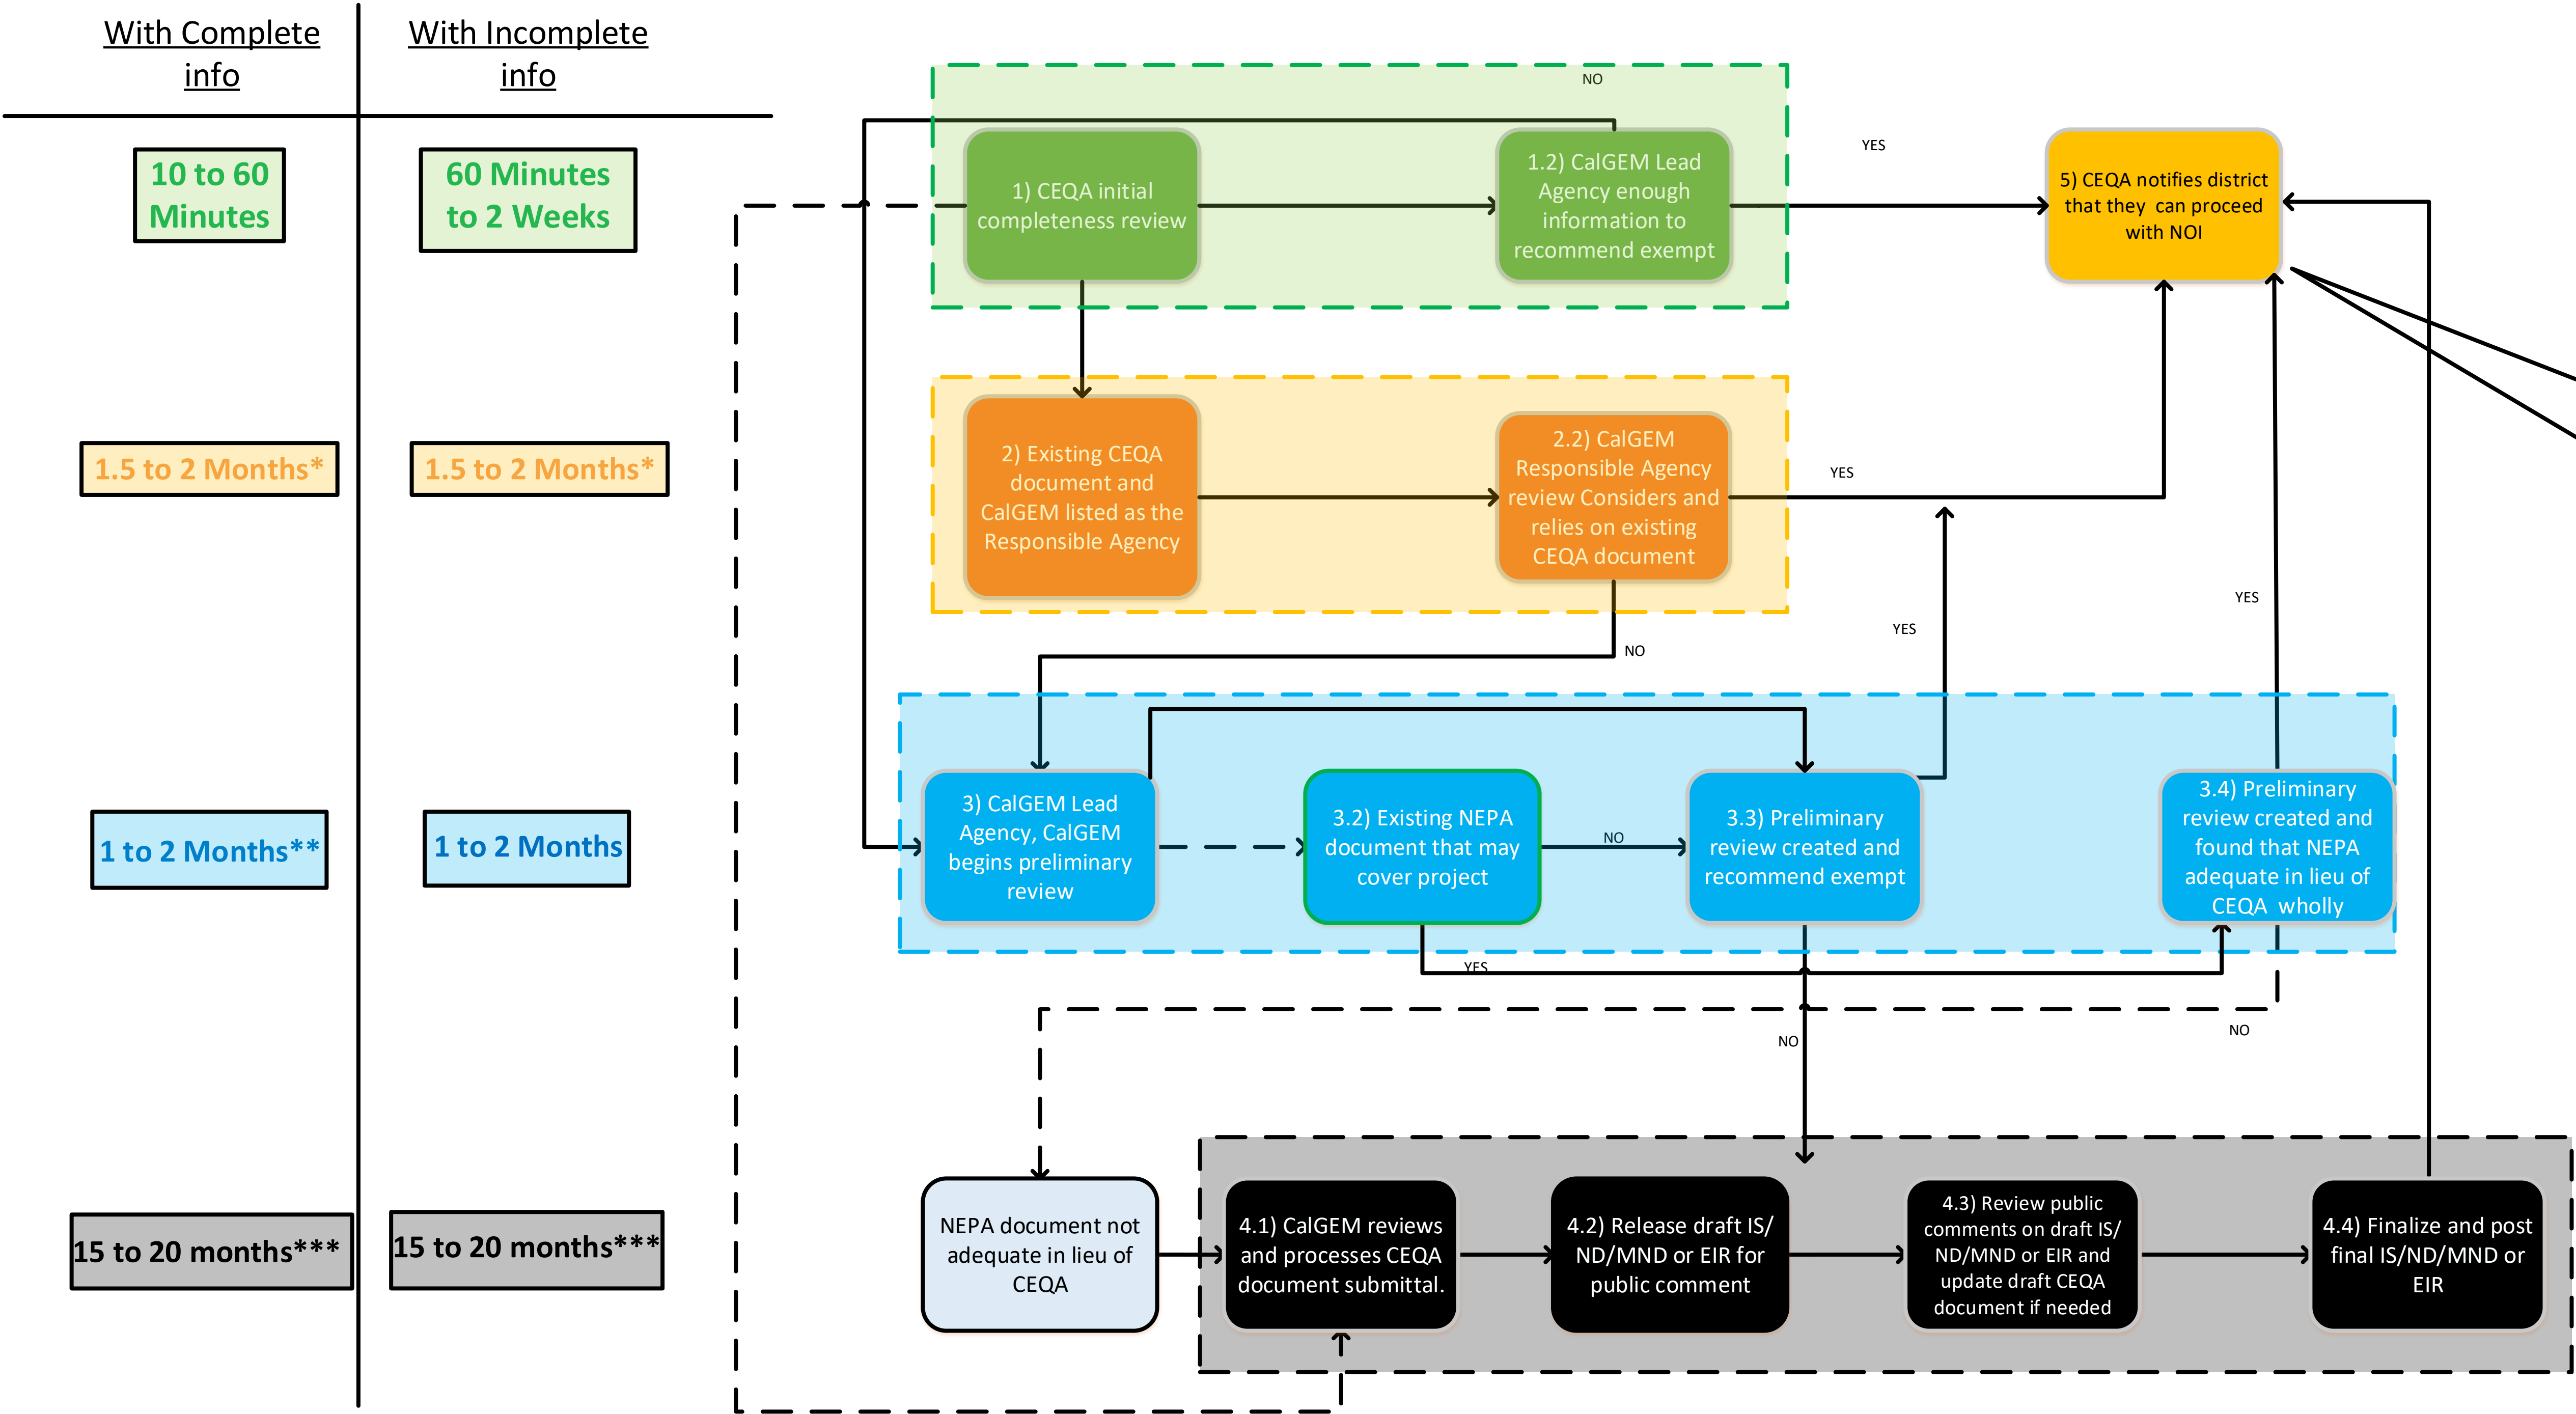 With Complete
info
With Incomplete
info
10 to 60
Minutes
60 Minutes
to 2 Weeks
1.5 to 2 Months*
1.5 to 2 Months*
1 to 2 Months**
1 to 2 Months
15 to 20 months***
15 to 20 months***
NO
1) CEQA initial
completeness review
1.2) CalGEM Lead
Agency enough
information to
recommend exempt
YES
5) CEQA notifies district
that they can proceed
with NOI
2) Existing CEQA
document and
CalGEM listed as the
Responsible Agency
2.2) CalGEM
Responsible Agency
review Considers and
relies on existing
CEQA document
YES
NO
YES
YES
3) CalGEM Lead
Agency, CalGEM
begins preliminary
review
3.2) Existing NEPA
document that may
cover project
NO
3.3) Preliminary
review created and
recommend exempt
3.4) Preliminary
review created and
found that NEPA
adequate in lieu of
CEQA wholly
YES
NO
NO
NEPA document not
adequate in lieu of
CEQA
4.1) CalGEM reviews
and processes CEQA
document submittal.
4.2) Release draft IS/
ND/MND or EIR for
public comment
4.3) Review public
comments on draft IS/
ND/MND or EIR and
update draft CEQA
document if needed
4.4) Finalize and post
final IS/ND/MND or
EIR